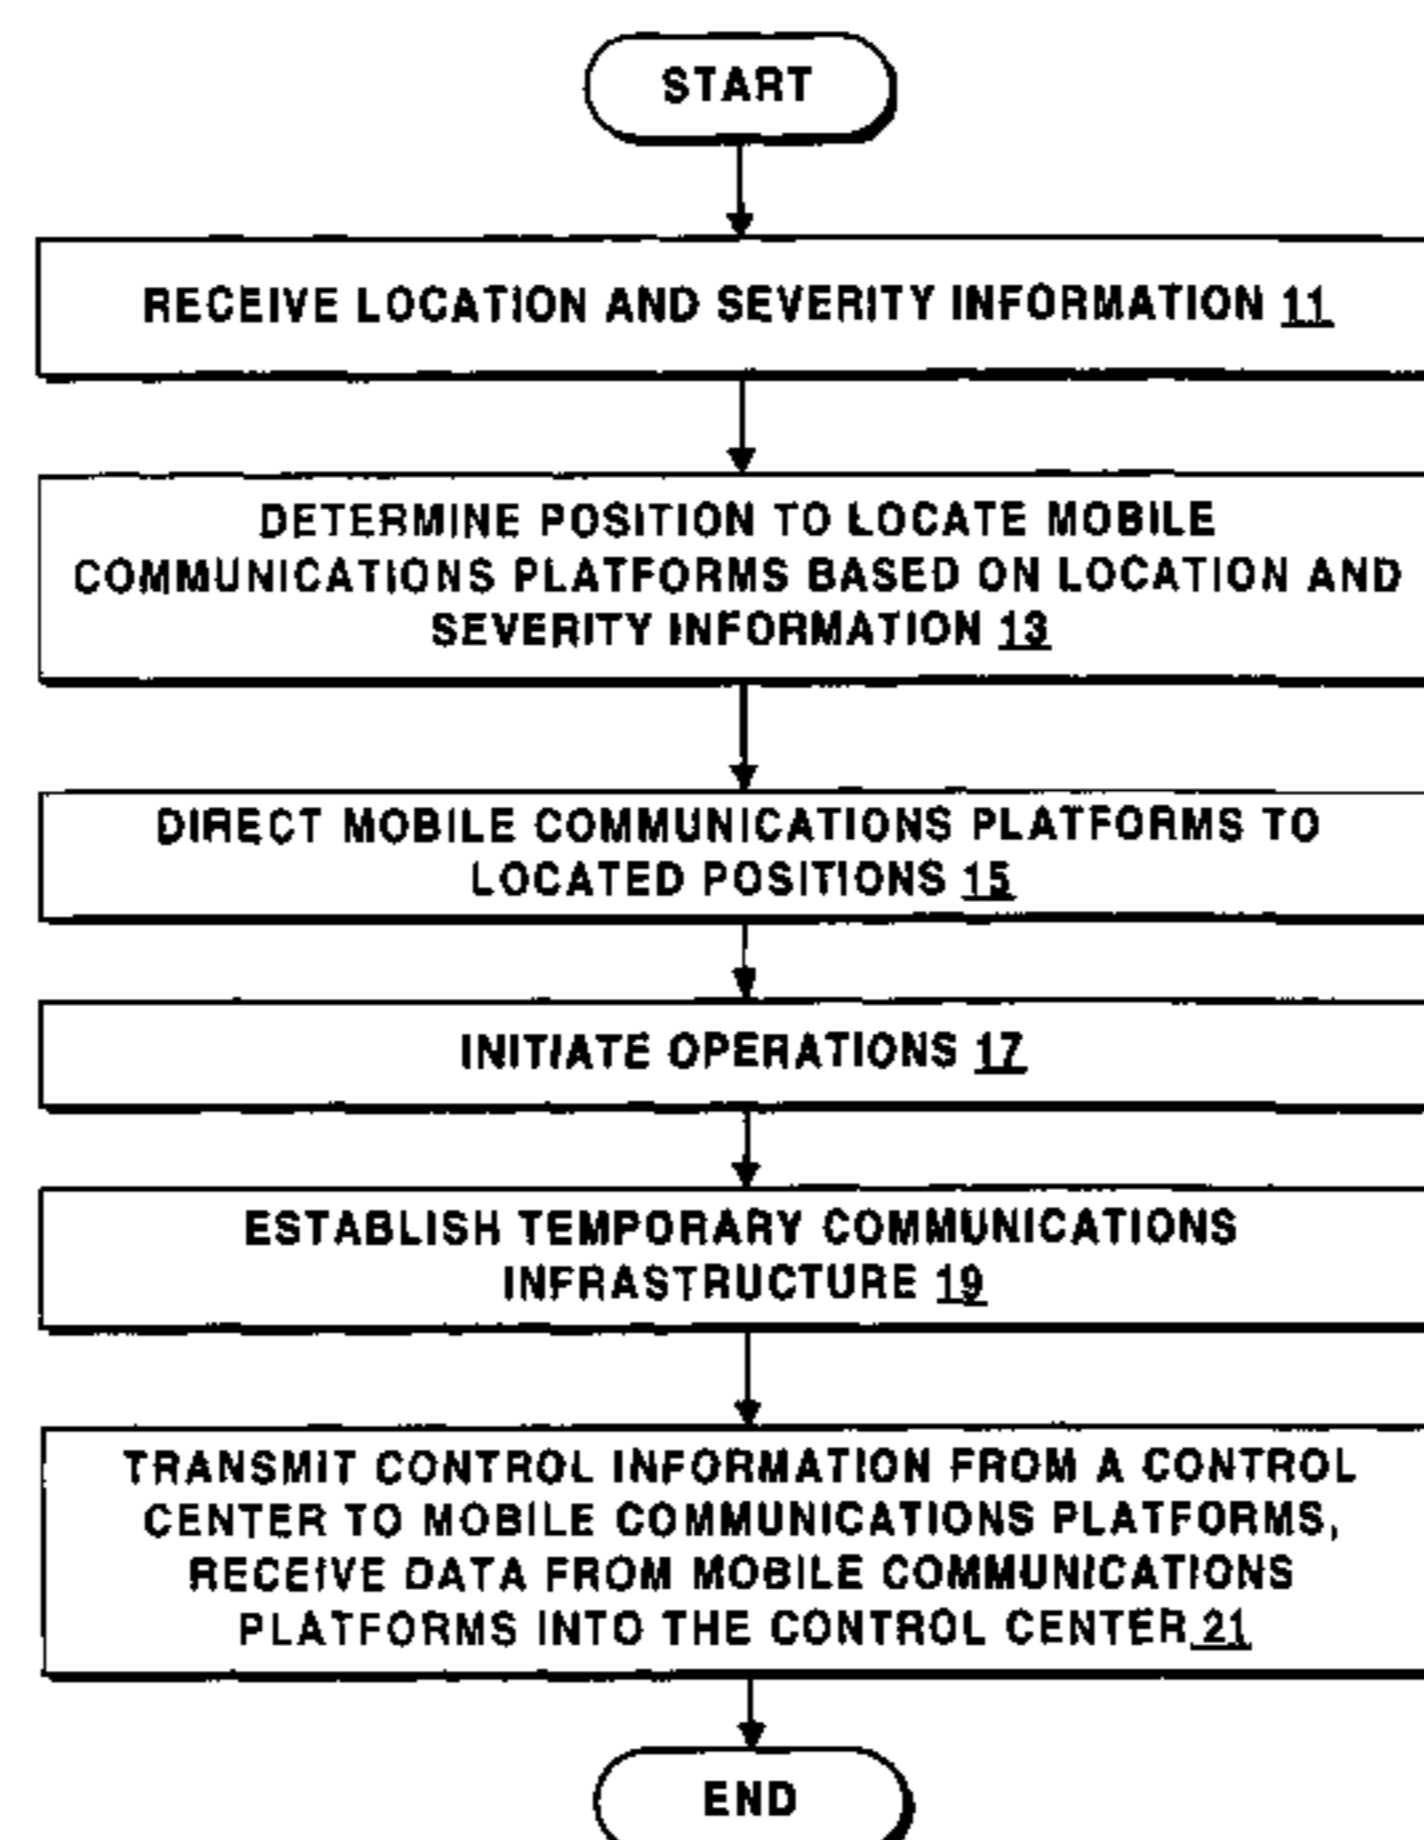 START
RECEIVE LOCATION AND SEVERITY INFORMATION 11
DETERMINE POSITION TO LOCATE MOBILE
COMMUNICATIONS PLATFORMS BASED ON LOCATION AND
SEVERITY INFORMATION 13
DIRECT MOBILE COMMUNICATIONS PLATFORMS TO
LOCATED POSITIONS 15
INITIATE OPERATIONS 17
ESTABLISH TEMPORARY COMMUNICATIONS
INFRASTRUCTURE 19
TRANSMIT CONTROL INFORMATION FROM A CONTROL
CENTER TO MOBILE COMMUNICATIONS PLATFORMS,
RECEIVE DATA FROM MOBILE COMMUNICATIONS
PLATFORMS INTO THE CONTROL CENTER 21
END